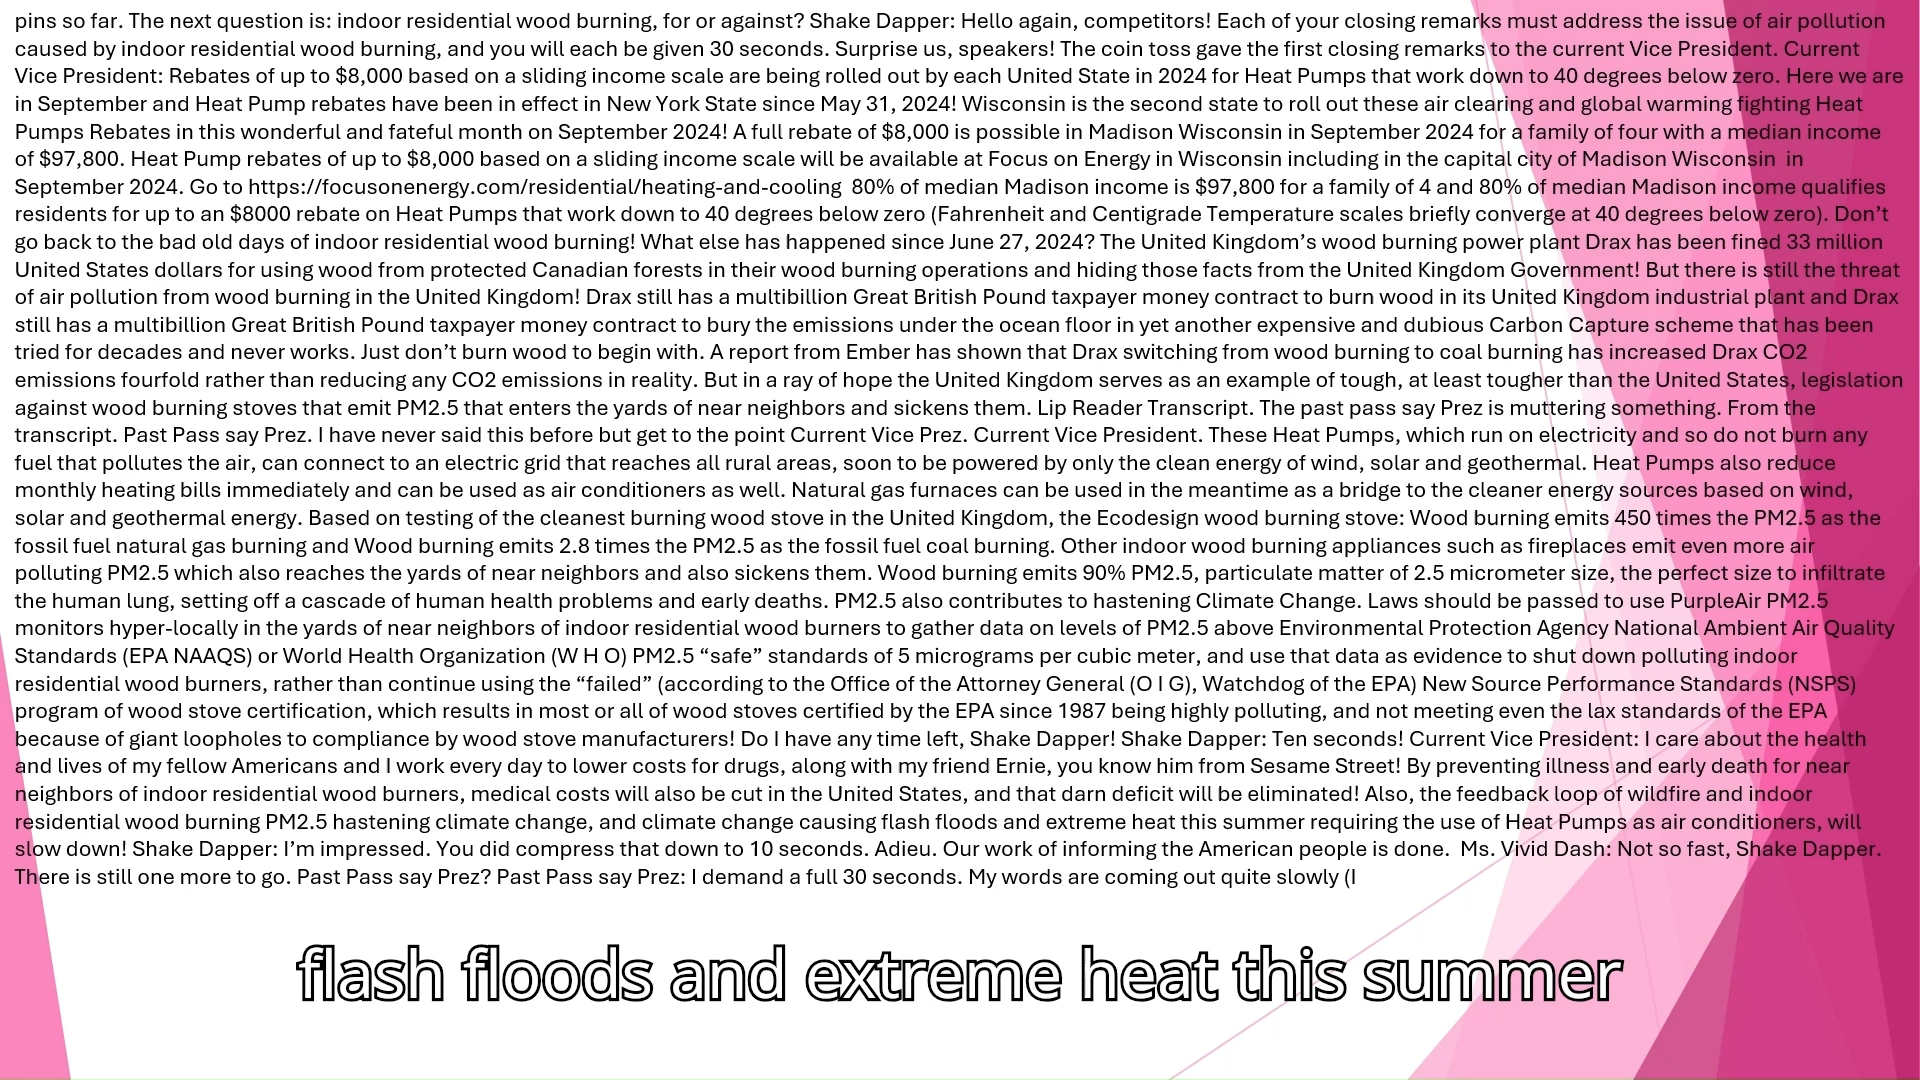 pins so far. The next question is: indoor residential wood burning, for or against? Shake Dapper: Hello again, competitors! Each of your closing remarks must address the issue of air pollution
caused by indoor residential wood burning, and you will each be given 30 seconds. Surprise us, speakers! The coin toss gave the first closing remarks to the current Vice President. Current
Vice President: Rebates of up to $8,000 based on a sliding income scale are being rolled out by each United State in 2024 for Heat Pumps that work down to 40 degrees below zero. Here we are
in September and Heat Pump rebates have been in effect in New York State since May 31, 2024! Wisconsin is the second state to roll out these air clearing and global warming fighting Heat
Pumps Rebates in this wonderful and fateful month on September 2024! A full rebate of $8,000 is possible in Madison Wisconsin in September 2024 for a family of four with a median income
of $97,800. Heat Pump rebates of up to $8,000 based on a sliding income scale will be available at Focus on Energy in Wisconsin including in the capital city of Madison Wisconsin  in
September 2024. Go to https://focusonenergy.com/residential/heating-and-cooling  80% of median Madison income is $97,800 for a family of 4 and 80% of median Madison income qualifies
residents for up to an $8000 rebate on Heat Pumps that work down to 40 degrees below zero (Fahrenheit and Centigrade Temperature scales briefly converge at 40 degrees below zero). Don’t
go back to the bad old days of indoor residential wood burning! What else has happened since June 27, 2024? The United Kingdom’s wood burning power plant Drax has been fined 33 million
United States dollars for using wood from protected Canadian forests in their wood burning operations and hiding those facts from the United Kingdom Government! But there is still the threat
of air pollution from wood burning in the United Kingdom! Drax still has a multibillion Great British Pound taxpayer money contract to burn wood in its United Kingdom industrial plant and Drax
still has a multibillion Great British Pound taxpayer money contract to bury the emissions under the ocean floor in yet another expensive and dubious Carbon Capture scheme that has been
tried for decades and never works. Just don’t burn wood to begin with. A report from Ember has shown that Drax switching from wood burning to coal burning has increased Drax CO2
emissions fourfold rather than reducing any CO2 emissions in reality. But in a ray of hope the United Kingdom serves as an example of tough, at least tougher than the United States, legislation
against wood burning stoves that emit PM2.5 that enters the yards of near neighbors and sickens them. Lip Reader Transcript. The past pass say Prez is muttering something. From the
transcript. Past Pass say Prez. I have never said this before but get to the point Current Vice Prez. Current Vice President. These Heat Pumps, which run on electricity and so do not burn any
fuel that pollutes the air, can connect to an electric grid that reaches all rural areas, soon to be powered by only the clean energy of wind, solar and geothermal. Heat Pumps also reduce
monthly heating bills immediately and can be used as air conditioners as well. Natural gas furnaces can be used in the meantime as a bridge to the cleaner energy sources based on wind,
solar and geothermal energy. Based on testing of the cleanest burning wood stove in the United Kingdom, the Ecodesign wood burning stove: Wood burning emits 450 times the PM2.5 as the
fossil fuel natural gas burning and Wood burning emits 2.8 times the PM2.5 as the fossil fuel coal burning. Other indoor wood burning appliances such as fireplaces emit even more air
polluting PM2.5 which also reaches the yards of near neighbors and also sickens them. Wood burning emits 90% PM2.5, particulate matter of 2.5 micrometer size, the perfect size to infiltrate
the human lung, setting off a cascade of human health problems and early deaths. PM2.5 also contributes to hastening Climate Change. Laws should be passed to use PurpleAir PM2.5
monitors hyper-locally in the yards of near neighbors of indoor residential wood burners to gather data on levels of PM2.5 above Environmental Protection Agency National Ambient Air Quality
Standards (EPA NAAQS) or World Health Organization (W H O) PM2.5 “safe” standards of 5 micrograms per cubic meter, and use that data as evidence to shut down polluting indoor
residential wood burners, rather than continue using the “failed” (according to the Office of the Attorney General (O I G), Watchdog of the EPA) New Source Performance Standards (NSPS)
program of wood stove certification, which results in most or all of wood stoves certified by the EPA since 1987 being highly polluting, and not meeting even the lax standards of the EPA
because of giant loopholes to compliance by wood stove manufacturers! Do I have any time left, Shake Dapper! Shake Dapper: Ten seconds! Current Vice President: I care about the health
and lives of my fellow Americans and I work every day to lower costs for drugs, along with my friend Ernie, you know him from Sesame Street! By preventing illness and early death for near
neighbors of indoor residential wood burners, medical costs will also be cut in the United States, and that darn deficit will be eliminated! Also, the feedback loop of wildfire and indoor
residential wood burning PM2.5 hastening climate change, and climate change causing flash floods and extreme heat this summer requiring the use of Heat Pumps as air conditioners, will
slow down! Shake Dapper: I’m impressed. You did compress that down to 10 seconds. Adieu. Our work of informing the American people is done.  Ms. Vivid Dash: Not so fast, Shake Dapper.
There is still one more to go. Past Pass say Prez? Past Pass say Prez: I demand a full 30 seconds. My words are coming out quite slowly (I
flash floods and extreme heat this summer